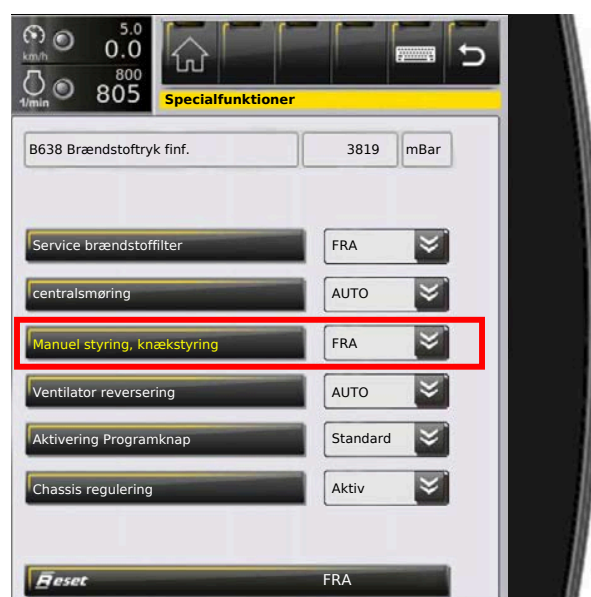 5.0
km/h 0.0
800
1/min 805
Specialfunktioner
B638 Brændstoftryk finf. 3819 mBar
Service brændstoffilter FRA
centralsmøring AUTO
Manuel styring, knækstyring FRA
Ventilator reversering AUTO
Aktivering Programknap Standard
Chassis regulering Aktiv
Reset FRA